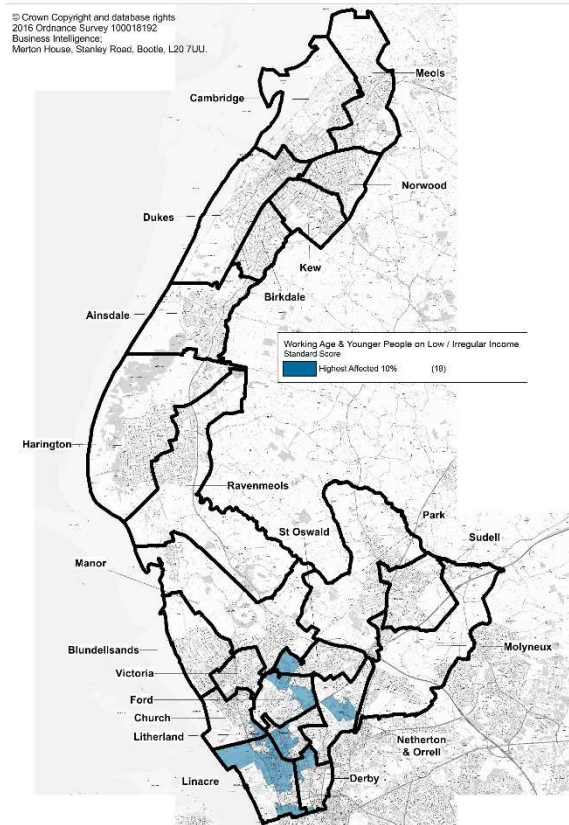 © Crown Copyright and database rights
2016 Ordnance Survey 100018192
Business Intelligence;
Merton House, Stanley Road, Bootle, L20 7UU.
Meols
Cambridge
Norwood
Dukes
Kew
Birkdale
Ainsdale
Working Age & Younger People on Low / Irregular Income
Standard Score
Highest Affected 10% (18)
Harington
Ravenmeols
Park
St Oswald
Sudell
Manor
Blundellsands
Molyneux
Victoria
Ford
Church
Litherland
Netherton
& Orrell
Linacre
Derby